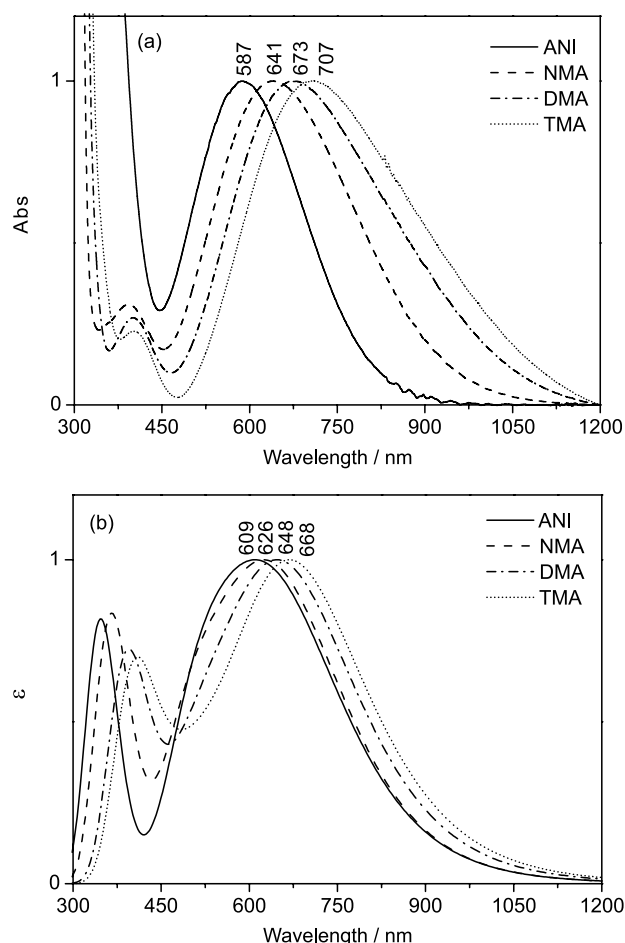 (a)
587
641
673
707
ANI
NMA
DMA
TMA
1
Abs
0
300 450 600 750 900 1050 1200
Wavelength / nm
(b)
609
626
648
668
ANI
NMA
DMA
TMA
1
ε
0
300 450 600 750 900 1050 1200
Wavelength / nm